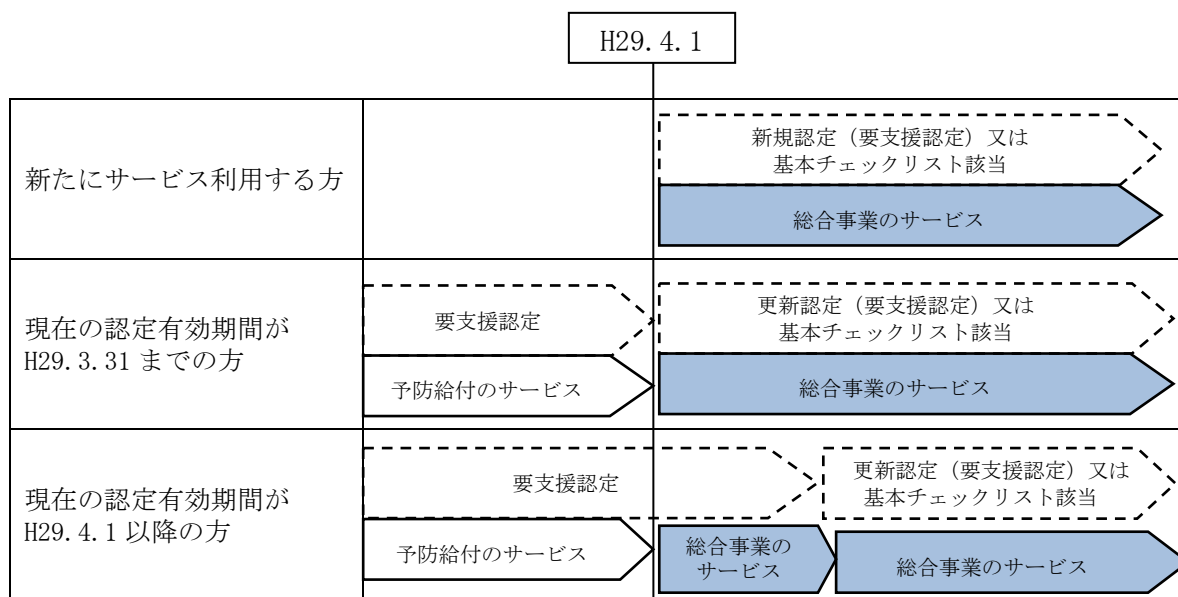 H29.4.1
新たにサービス利用する方
新規認定（要支援認定）又は
基本チェックリスト該当
総合事業のサービス
現在の認定有効期間が
H29.3.31 までの方
要支援認定
予防給付のサービス
更新認定（要支援認定）又は
基本チェックリスト該当
総合事業のサービス
現在の認定有効期間が
H29.4.1 以降の方
要支援認定
更新認定（要支援認定）又は
基本チェックリスト該当
予防給付のサービス
総合事業の
サービス
総合事業のサービス